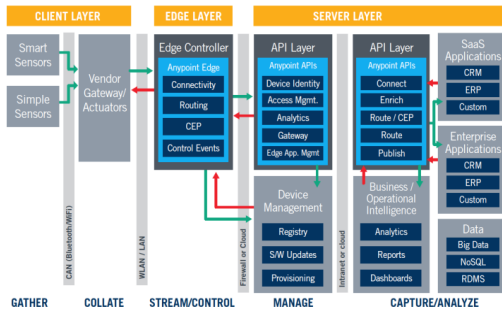 CLIENT LAYER
EDGE LAYER
SERVER LAYER
Smart
Sensors
Simple
Sensors
CAN (Bluetooth/WiFi)
Vendor
Gateway/
Actuators
WLAN / LAN
Edge Controller
Anypoint Edge
Connectivity
Routing
CEP
Control Events
Firewall or Cloud
API Layer
Anypoint APIs
Device Identity
Access Mgmt.
Analytics
Gateway
Edge App. Mgmt
Device
Management
Registry
S/W Updates
Provisioning
Intranet or cloud
API Layer
Anypoint APIs
Connect
Enrich
Route / CEP
Route
Publish
Business /
Operational
Intelligence
Analytics
Reports
Dashboards
SaaS
Applications
CRM
ERP
Custom
Enterprise
Applications
CRM
ERP
Custom
Data
Big Data
NoSQL
RDMS
GATHER
COLLATE
STREAM/CONTROL
MANAGE
CAPTURE/ANALYZE